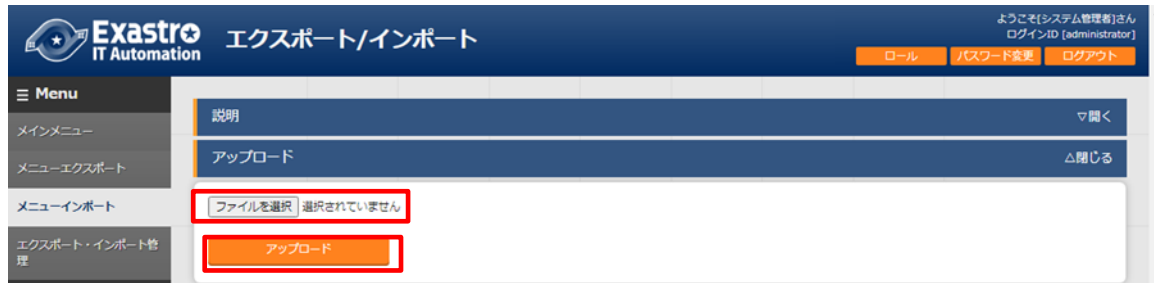 Exastro
IT Automation
エクスポート/インポート
ようこそ[システム管理者]さん
ログインID [administrator]
ロール
パスワード変更
ログアウト
☰ Menu
メインメニュー
メニューエクスポート
メニューインポート
エクスポート・インポート管
理
説明
▽開く
アップロード
△閉じる
ファイルを選択 選択されていません
アップロード